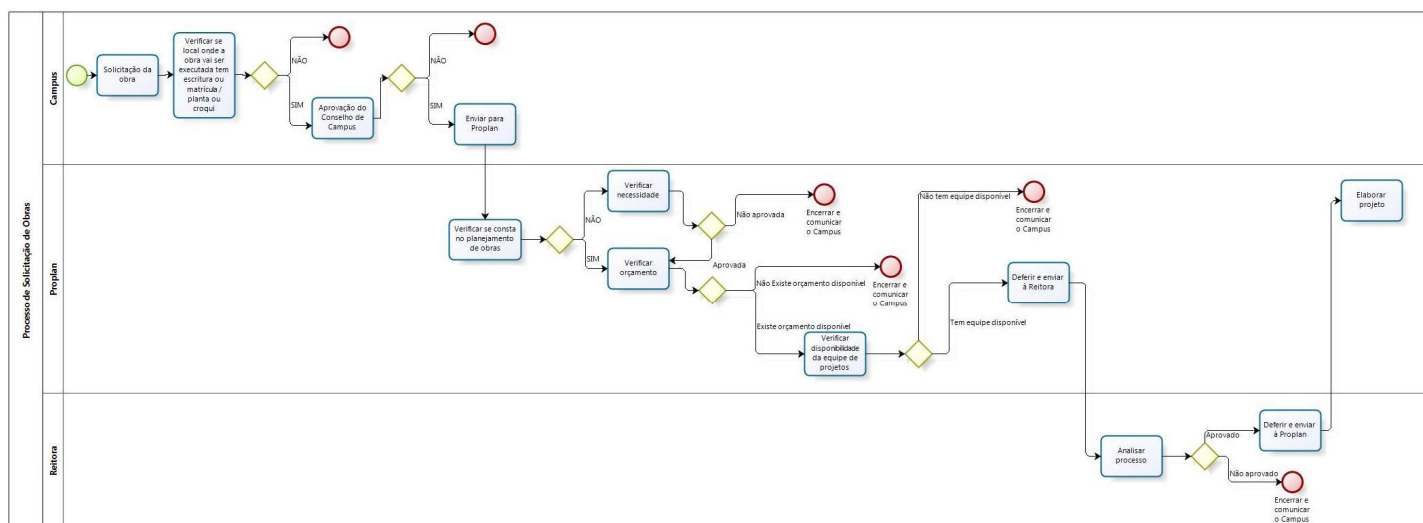 Processo de Solicitação de Obras
Campus
Solicitação da
obra
Verificar se
local onde a
obra vai ser
executada tem
escritura ou
matrícula /
planta ou
croqui
NÃO
SIM
Aprovação do
Conselho de
Campus
NÃO
SIM
Enviar para
Proplan
Proplan
Verificar se consta
no planejamento
de obras
NÃO
SIM
Verificar
necessidade
Verificar
orçamento
Não aprovada
Encerrar e
comunicar
o Campus
Aprovada
Não Existe orçamento disponível
Encerrar e
comunicar
o Campus
Existe orçamento disponível
Verificar
disponibilidade
da equipe de
projetos
Não tem equipe disponível
Encerrar e
comunicar
o Campus
Tem equipe disponível
Deferir e enviar
à Reitora
Elaborar
projeto
Reitora
Analisar
processo
Aprovado
Deferir e enviar
à Proplan
Não aprovado
Encerrar e
comunicar
o Campus